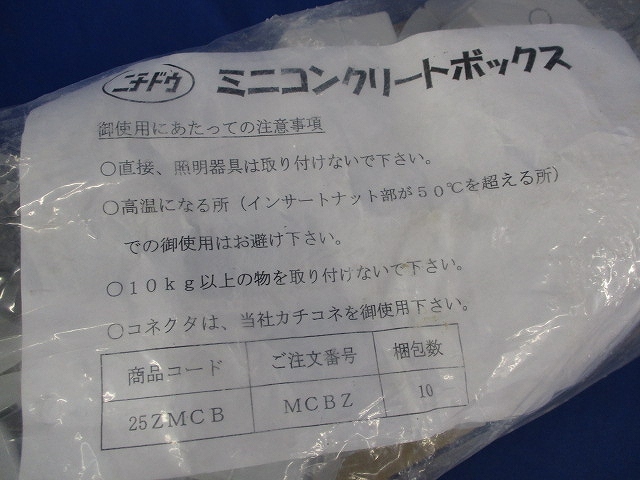 ニチドウ ミニコンクリートボックス
御使用にあたっての注意事項
○直接、照明器具は取り付けないで下さい。
○高温になる所（インサートナット部が５０℃を超える所）
での御使用はお避け下さい。
○１０ｋｇ以上の物を取り付けないで下さい。
○コネクタは、当社カチコネを御使用下さい。
商品コード ご注文番号 梱包数
25ＺＭＣＢ ＭＣＢＺ 10